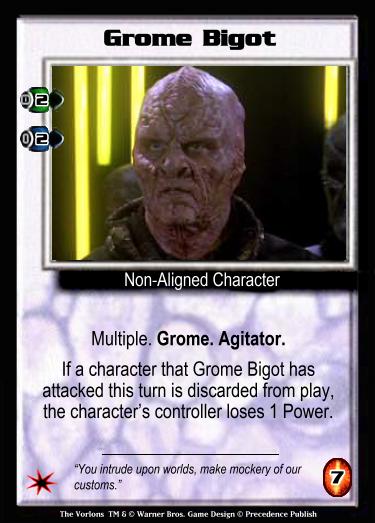 Grome Bigot
2
2
Non-Aligned Character
Multiple. Grome. Agitator.
If a character that Grome Bigot has
attacked this turn is discarded from play,
the character's controller loses 1 Power.
"You intrude upon worlds, make mockery of our
customs."
7
The Vorlons TM & © Warner Bros. Game Design © Precedence Publish